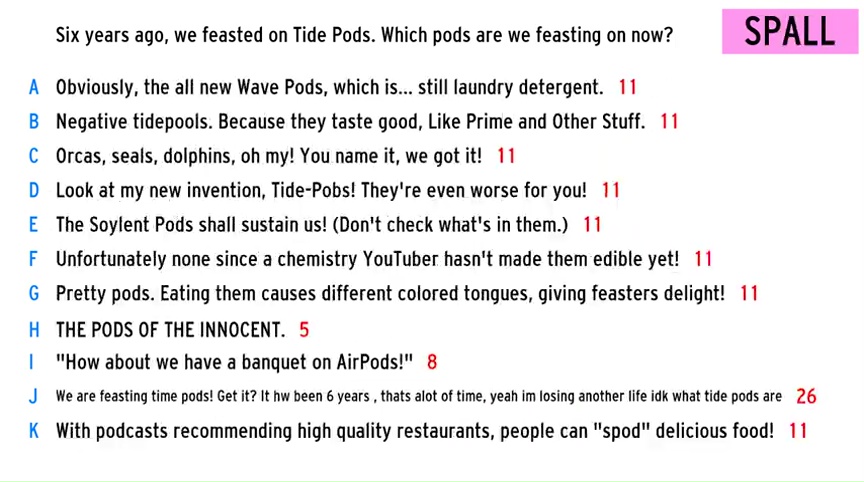 Six years ago, we feasted on Tide Pods. Which pods are we feasting on now?
SPALL
A Obviously, the all new Wave Pods, which is... still laundry detergent. 11
B Negative tidepools. Because they taste good, Like Prime and Other Stuff. 11
C Orcas, seals, dolphins, oh my! You name it, we got it! 11
D Look at my new invention, Tide-Pobs! They're even worse for you! 11
E The Soylent Pods shall sustain us! (Don't check what's in them.) 11
F Unfortunately none since a chemistry YouTuber hasn't made them edible yet! 11
G Pretty pods. Eating them causes different colored tongues, giving feasters delight! 11
H THE PODS OF THE INNOCENT. 5
I "How about we have a banquet on AirPods!" 8
J We are feasting time pods! Get it? It hw been 6 years , thats alot of time, yeah im losing another life idk what tide pods are 26
K With podcasts recommending high quality restaurants, people can "spod" delicious food! 11